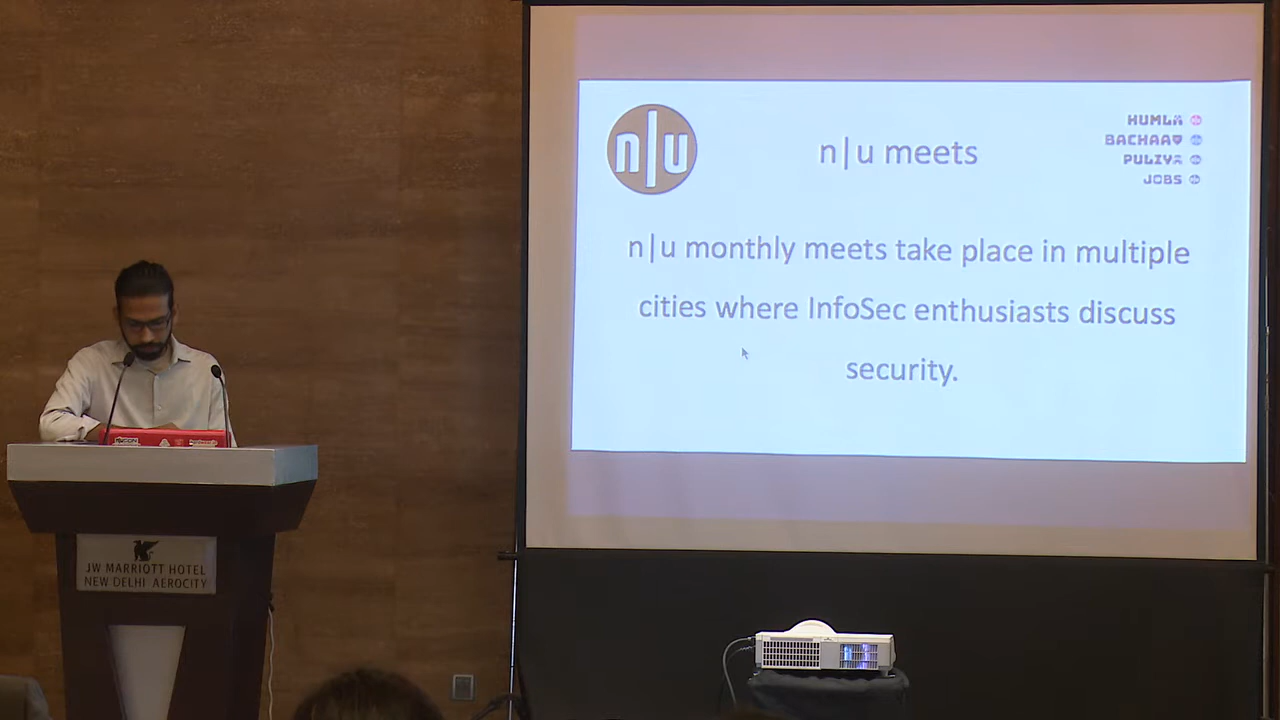 n|u
n|u meets
HUMLA
BACHAAV
PULIYA
JOBS
n|u monthly meets take place in multiple
cities where InfoSec enthusiasts discuss
security.
JW MARRIOTT HOTEL
NEW DELHI AEROCITY